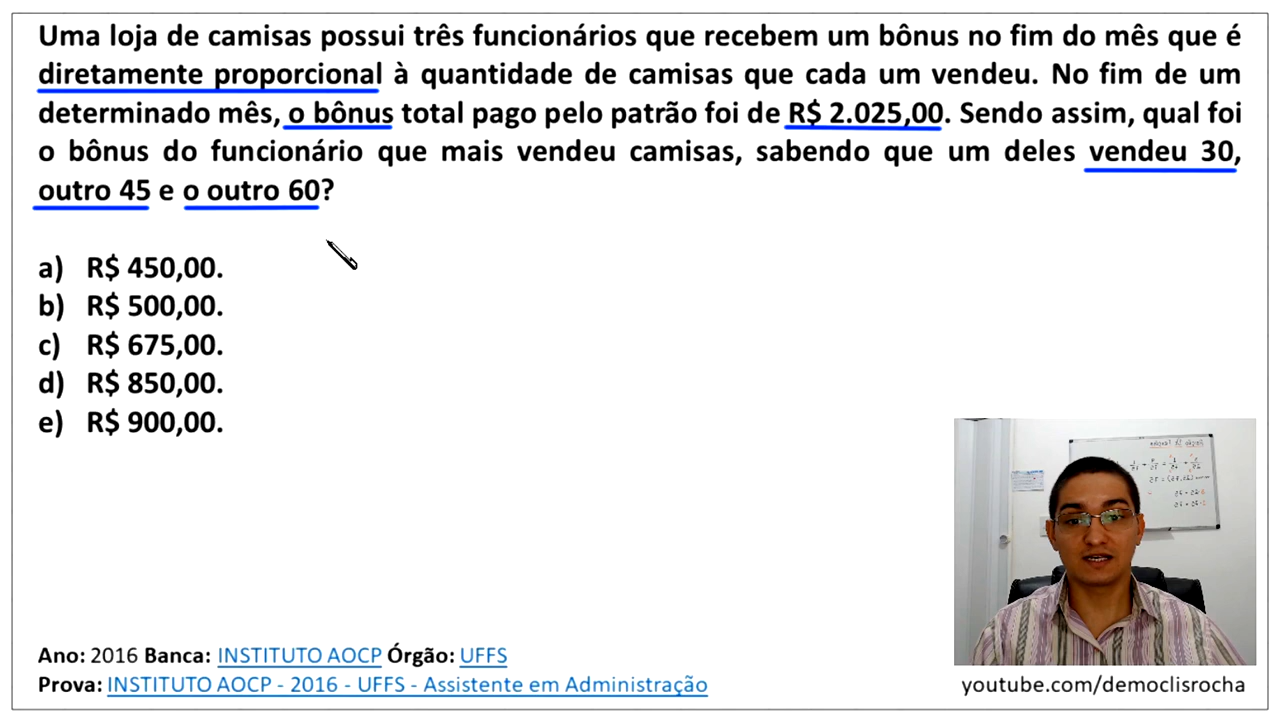 Uma loja de camisas possui três funcionários que recebem um bônus no fim do mês que é
diretamente proporcional à quantidade de camisas que cada um vendeu. No fim de um
determinado mês, o bônus total pago pelo patrão foi de R$ 2.025,00. Sendo assim, qual foi
o bônus do funcionário que mais vendeu camisas, sabendo que um deles vendeu 30,
outro 45 e o outro 60?
a) R$ 450,00.
b) R$ 500,00.
c) R$ 675,00.
d) R$ 850,00.
e) R$ 900,00.
Ano: 2016 Banca: INSTITUTO AOCP Órgão: UFFS
Prova: INSTITUTO AOCP - 2016 - UFFS - Assistente em Administração
youtube.com/democlisrocha